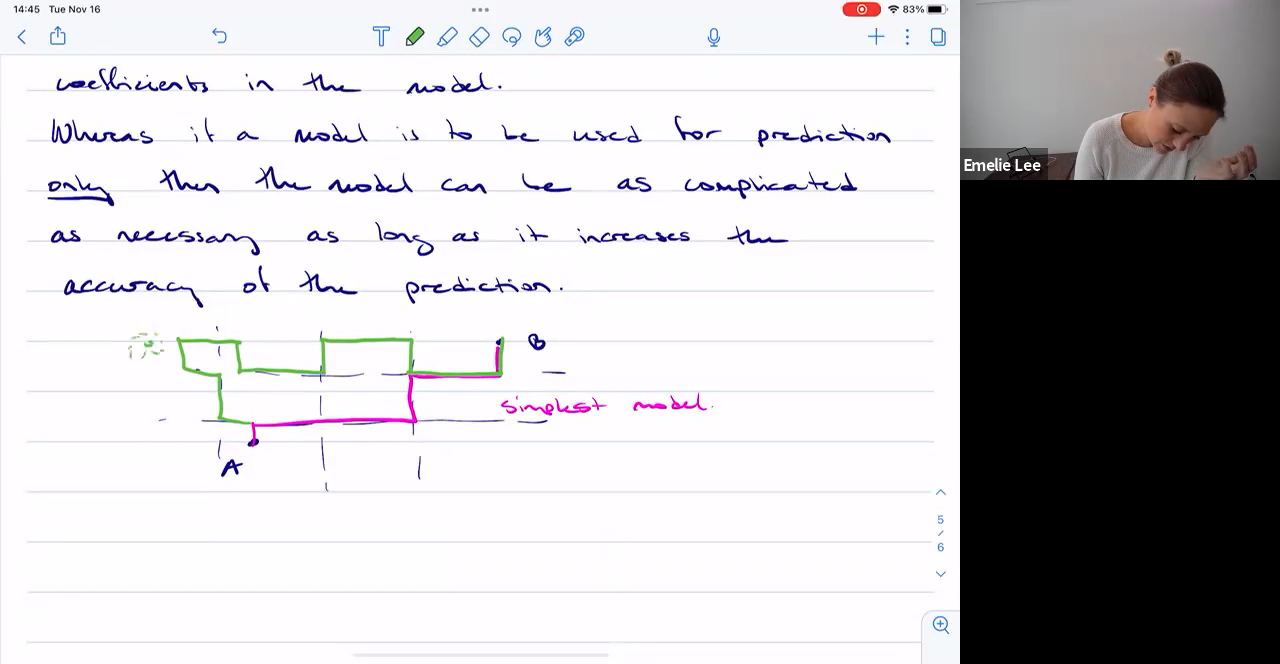 14:45 Tue Nov 16
83%
coefficients in the model.
Whereas if a model is to be used for prediction
only then the model can be as complicated
as necessary as long as it increases the
accuracy of the prediction.
B
simplest model.
A
5
/
6
Emelie Lee